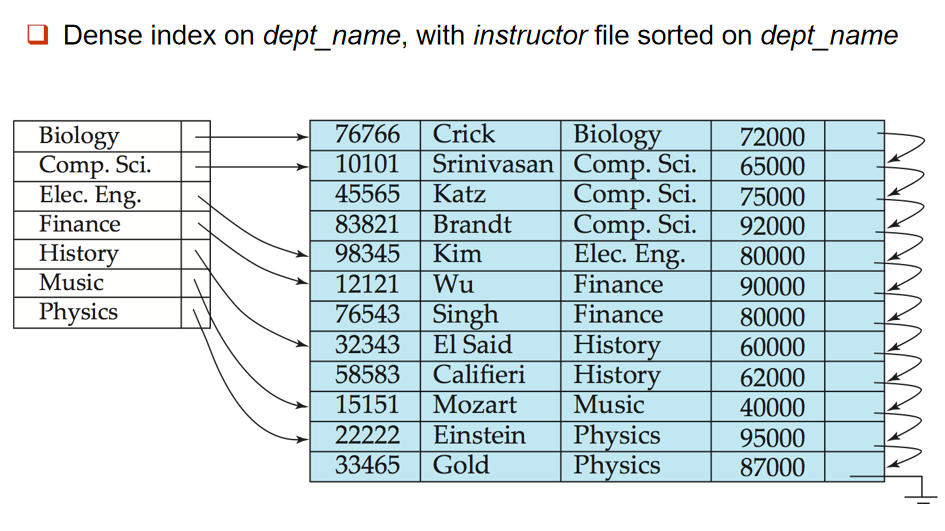 Dense index on dept_name, with instructor file sorted on dept_name
Biology
Comp. Sci.
Elec. Eng.
Finance
History
Music
Physics
76766 Crick Biology 72000
10101 Srinivasan Comp. Sci. 65000
45565 Katz Comp. Sci. 75000
83821 Brandt Comp. Sci. 92000
98345 Kim Elec. Eng. 80000
12121 Wu Finance 90000
76543 Singh Finance 80000
32343 El Said History 60000
58583 Califieri History 62000
15151 Mozart Music 40000
22222 Einstein Physics 95000
33465 Gold Physics 87000